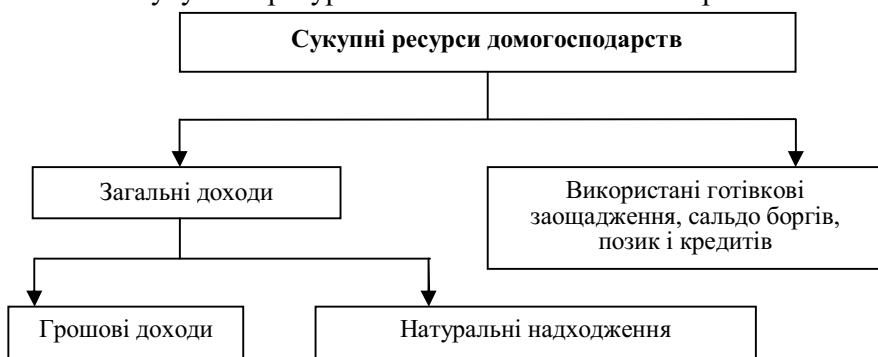 Сукупні ресурси домогосподарств
Загальні доходи
Використані готівкові
заощадження, сальдо боргів,
позик і кредитів
Грошові доходи
Натуральні надходження